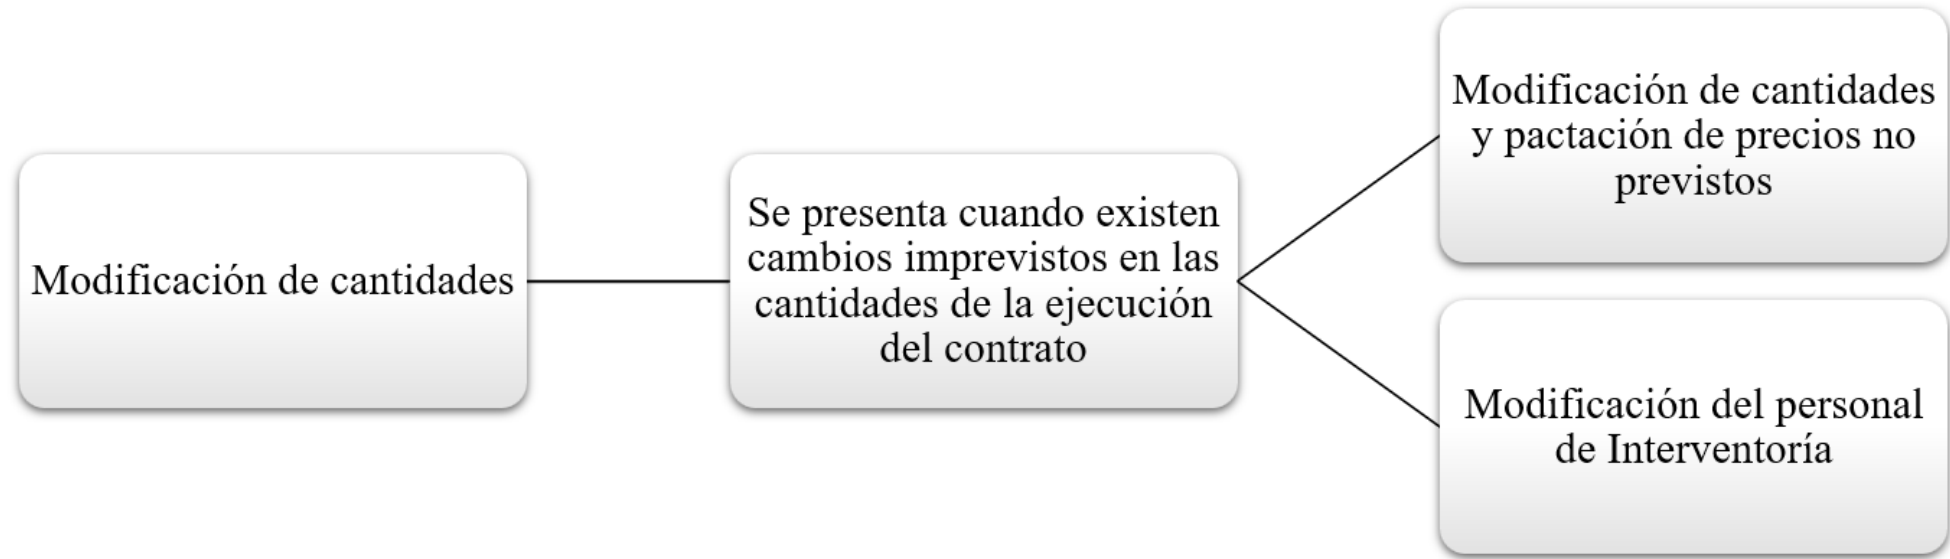 Modificación de cantidades
Se presenta cuando existen
cambios imprevistos en las
cantidades de la ejecución
del contrato
Modificación de cantidades
y pactación de precios no
previstos
Modificación del personal
de Interventoría